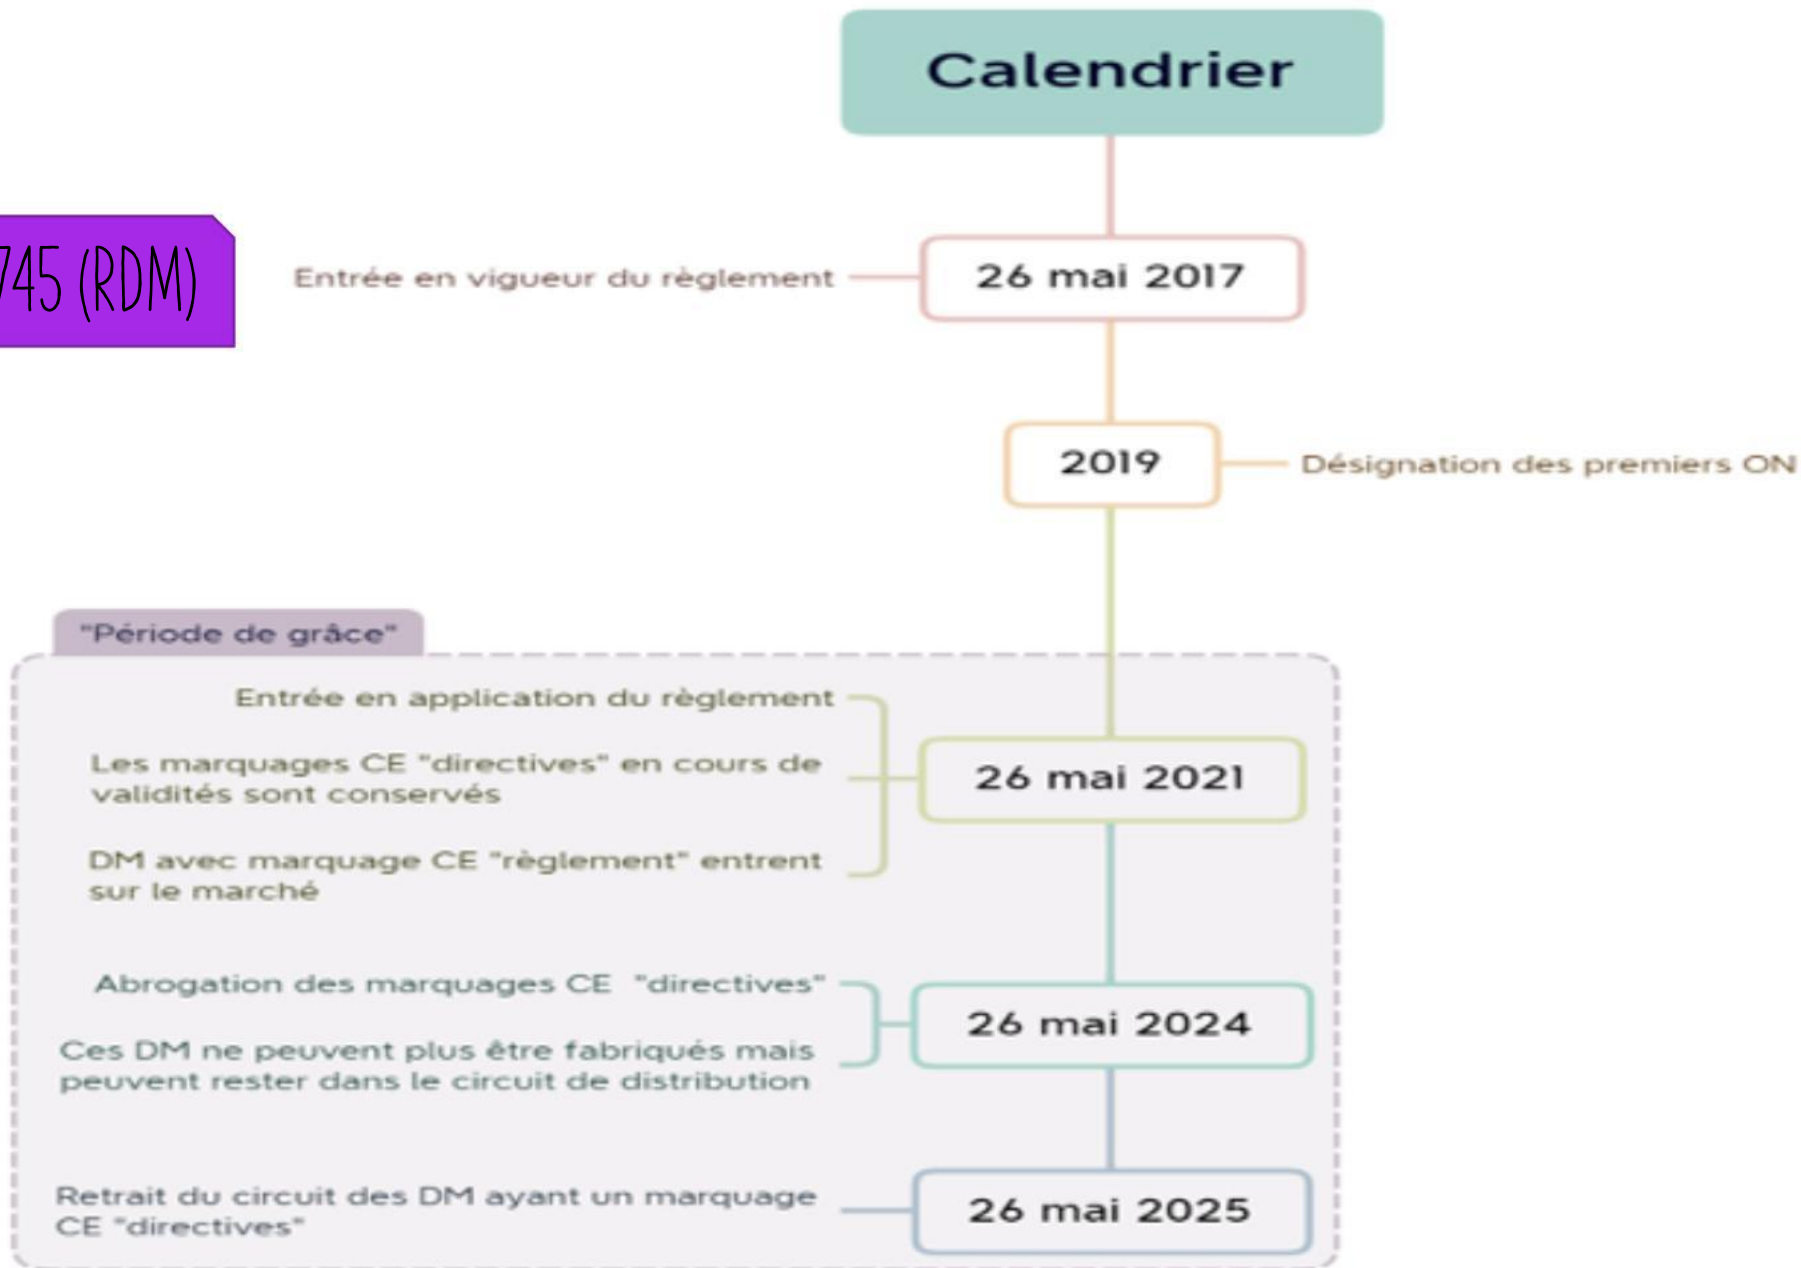 Calendrier
745 (RDM)
Entrée en vigueur du règlement
26 mai 2017
2019
Désignation des premiers ON
"Période de grâce"
Entrée en application du règlement
Les marquages CE "directives" en cours de
validités sont conservés
DM avec marquage CE "règlement" entrent
sur le marché
26 mai 2021
Abrogation des marquages CE "directives"
Ces DM ne peuvent plus être fabriqués mais
peuvent rester dans le circuit de distribution
26 mai 2024
Retrait du circuit des DM ayant un marquage
CE "directives"
26 mai 2025